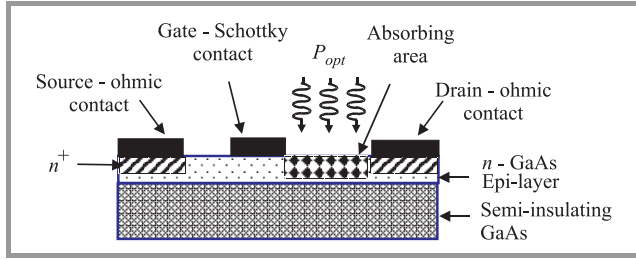 Gate - Schottky
contact
P_opt
Absorbing
area
Source - ohmic
contact
Drain - ohmic
contact
n+
n - GaAs
Epi-layer
Semi-insulating
GaAs